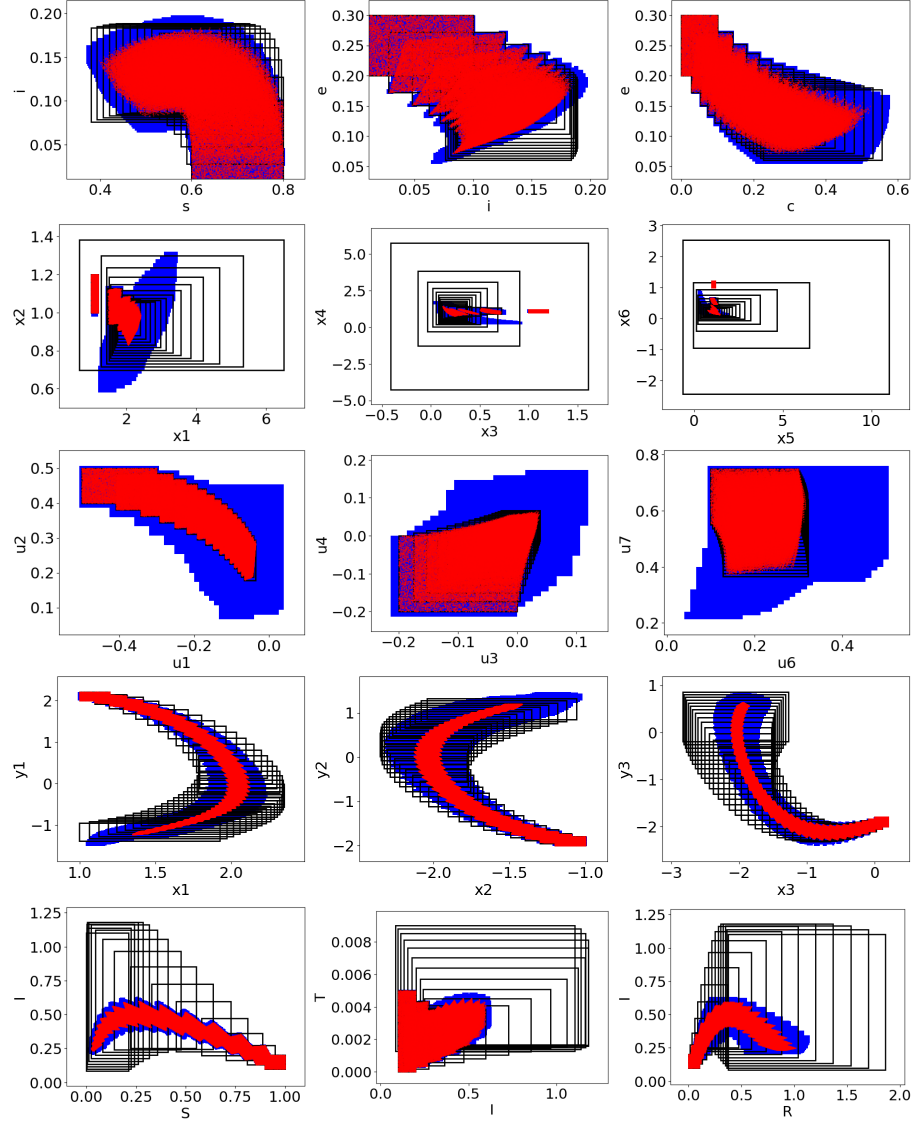 0.20 0.15 0.10 0.05
i
0.4 0.6 0.8
s
0.30 0.25 0.20 0.15 0.10 0.05
e
0.05 0.10 0.15 0.20
i
0.30 0.25 0.20 0.15 0.10 0.05
e
0.0 0.2 0.4 0.6
c
1.4 1.2 1.0 0.8 0.6
x2
2 4 6
x1
5.0 2.5 0.0 −2.5 −5.0
x4
−0.5 0.0 0.5 1.0 1.5
x3
3 2 1 0 −1 −2
x6
0 5 10
x5
0.5 0.4 0.3 0.2 0.1
u2
−0.4 −0.2 0.0
u1
0.2 0.1 0.0 −0.1 −0.2
u4
−0.2 −0.1 0.0 0.1
u3
0.8 0.6 0.4 0.2
u7
0.0 0.2 0.4
u6
2 1 0 −1
y1
1.0 1.5 2.0
x1
1 0 −1 −2
y2
−2.0 −1.5 −1.0
x2
1 0 −1 −2
y3
−3 −2 −1 0
x3
1.25 1.00 0.75 0.50 0.25 0.00
I
0.00 0.25 0.50 0.75 1.00
S
0.008 0.006 0.004 0.002 0.000
T
0.0 0.5 1.0
I
1.25 1.00 0.75 0.50 0.25 0.00
I
0.0 0.5 1.0 1.5 2.0
R